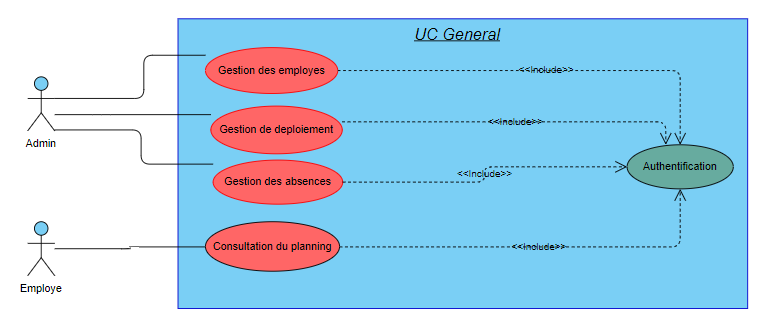 UC General
Gestion des employes
<<Include>>
Gestion de deploiement
<<Include>>
Admin
Authentification
Gestion des absences
<<Include>>
Consultation du planning
<<Include>>
Employe